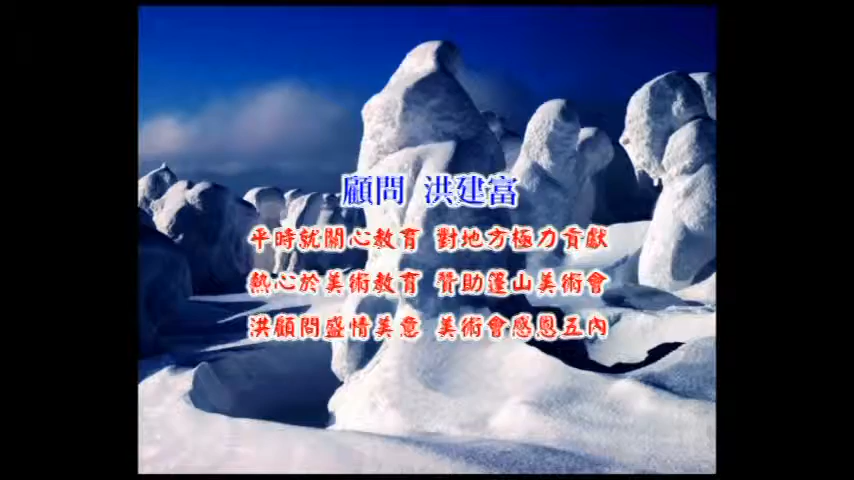 顧問 洪建富
平時就關心教育 對地方極力貢獻
熱心於美術教育 贊助篷山美術會
洪顧問盛情美意 美術會感恩五內